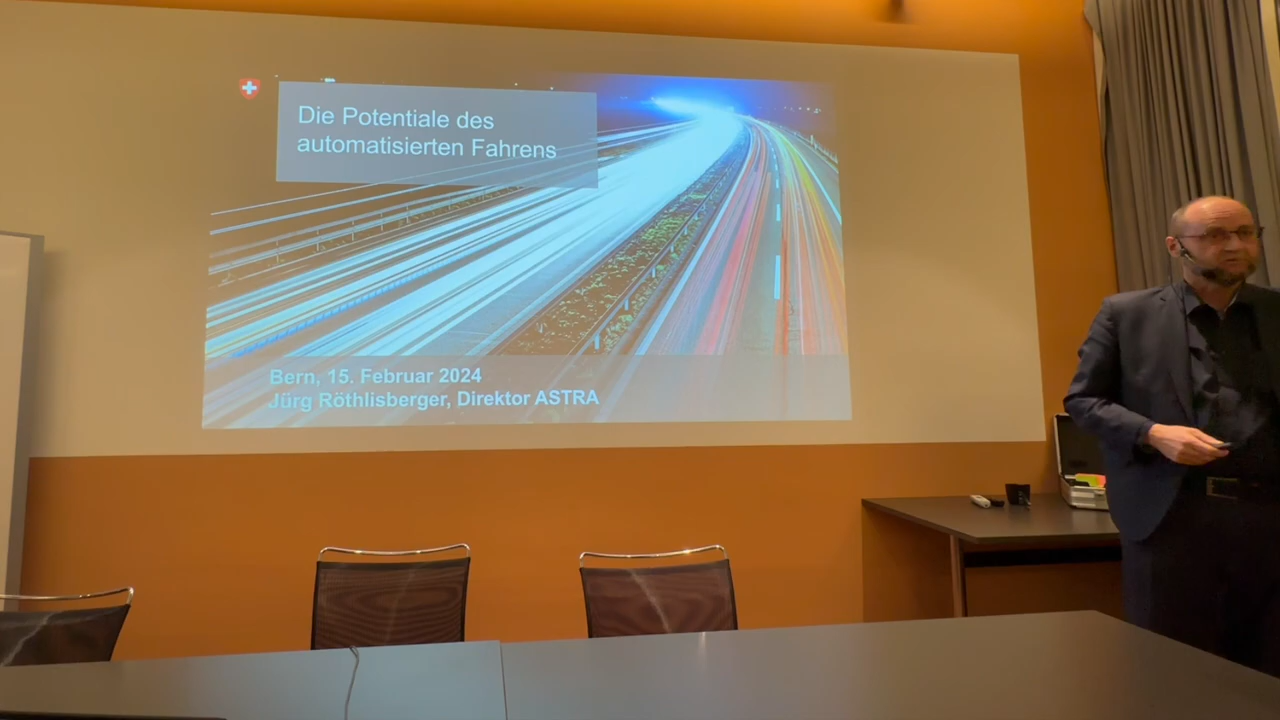 Die Potentiale des
automatisierten Fahrens
Bern, 15. Februar 2024
Jürg Röthlisberger, Direktor ASTRA